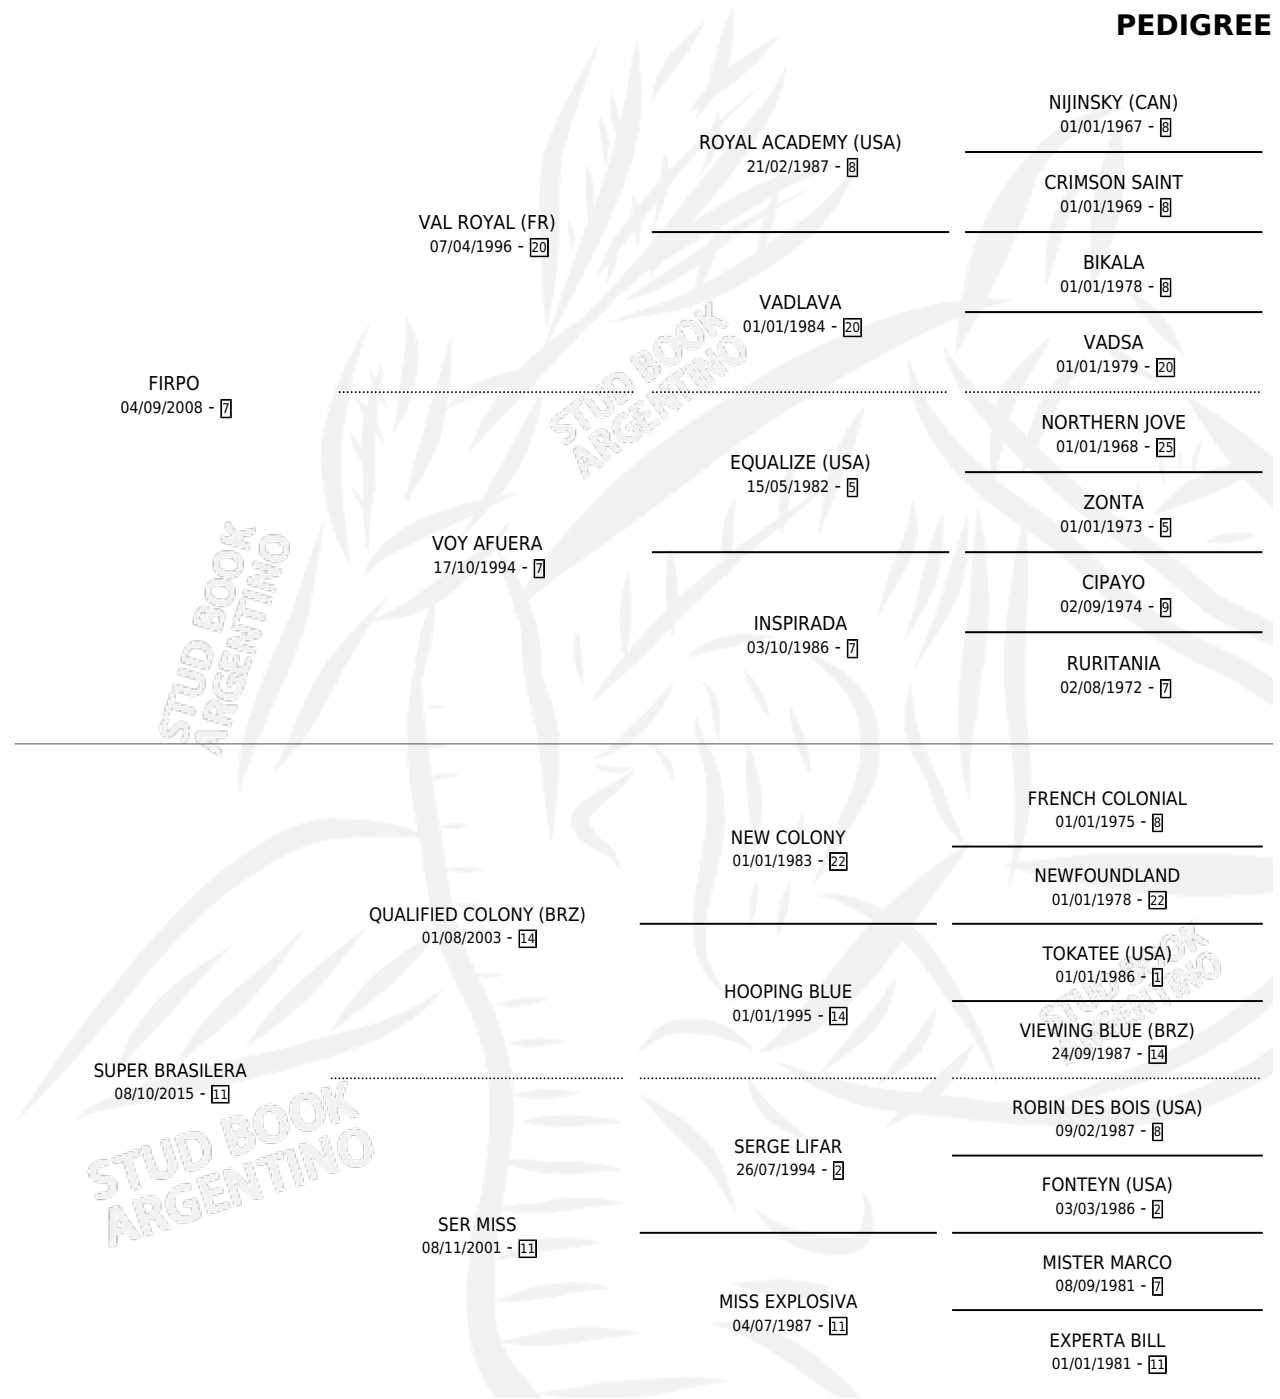 PEDIGREE
NIJINSKY (CAN)
01/01/1967 - 8
ROYAL ACADEMY (USA)
21/02/1987 - 8
CRIMSON SAINT
01/01/1969 - 8
VAL ROYAL (FR)
07/04/1996 - 20
BIKALA
01/01/1978 - 8
VADLAVA
01/01/1984 - 20
VADSA
01/01/1979 - 20
FIRPO
04/09/2008 - 7
NORTHERN JOVE
01/01/1968 - 25
EQUALIZE (USA)
15/05/1982 - 5
ZONTA
01/01/1973 - 5
VOY AFUERA
17/10/1994 - 7
CIPAYO
02/09/1974 - 9
INSPIRADA
03/10/1986 - 7
RURITANIA
02/08/1972 - 7
STUD BOOK
ARGENTINO
STUD BOOK
ARGENTINO
FRENCH COLONIAL
01/01/1975 - 8
NEW COLONY
01/01/1983 - 22
NEWFOUNDLAND
01/01/1978 - 22
QUALIFIED COLONY (BRZ)
01/08/2003 - 14
TOKATEE (USA)
01/01/1986 - 1
HOOPING BLUE
01/01/1995 - 14
VIEWING BLUE (BRZ)
24/09/1987 - 14
SUPER BRASILERA
08/10/2015 - 11
ROBIN DES BOIS (USA)
09/02/1987 - 8
SERGE LIFAR
26/07/1994 - 2
FONTEYN (USA)
03/03/1986 - 2
SER MISS
08/11/2001 - 11
MISTER MARCO
08/09/1981 - 7
MISS EXPLOSIVA
04/07/1987 - 11
EXPERTA BILL
01/01/1981 - 11
STUD BOOK
ARGENTINO
STUD BOOK
ARGENTINO